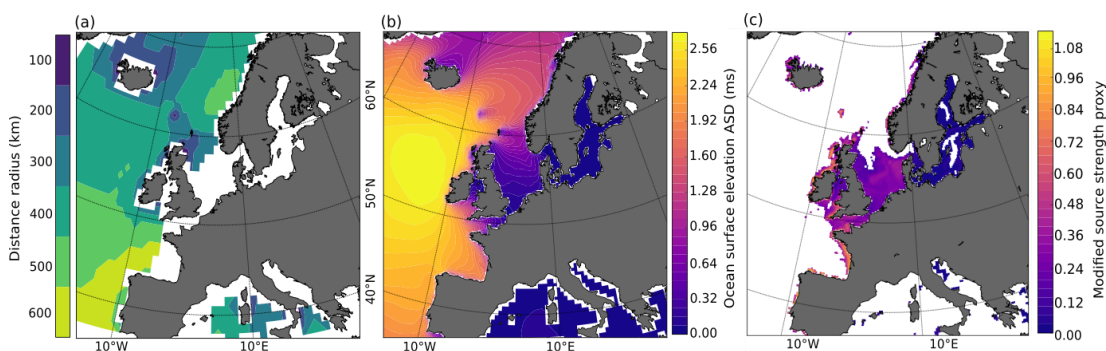 (a)
(b)
(c)
Distance radius (km)
100
200
300
400
500
600
10°W
10°E
60°N
50°N
40°N
10°W
10°E
Ocean surface elevation ASD (ms)
2.56
2.24
1.92
1.60
1.28
0.96
0.64
0.32
0.00
10°W
10°E
Modified source strength proxy
1.08
0.96
0.84
0.72
0.60
0.48
0.36
0.24
0.12
0.00